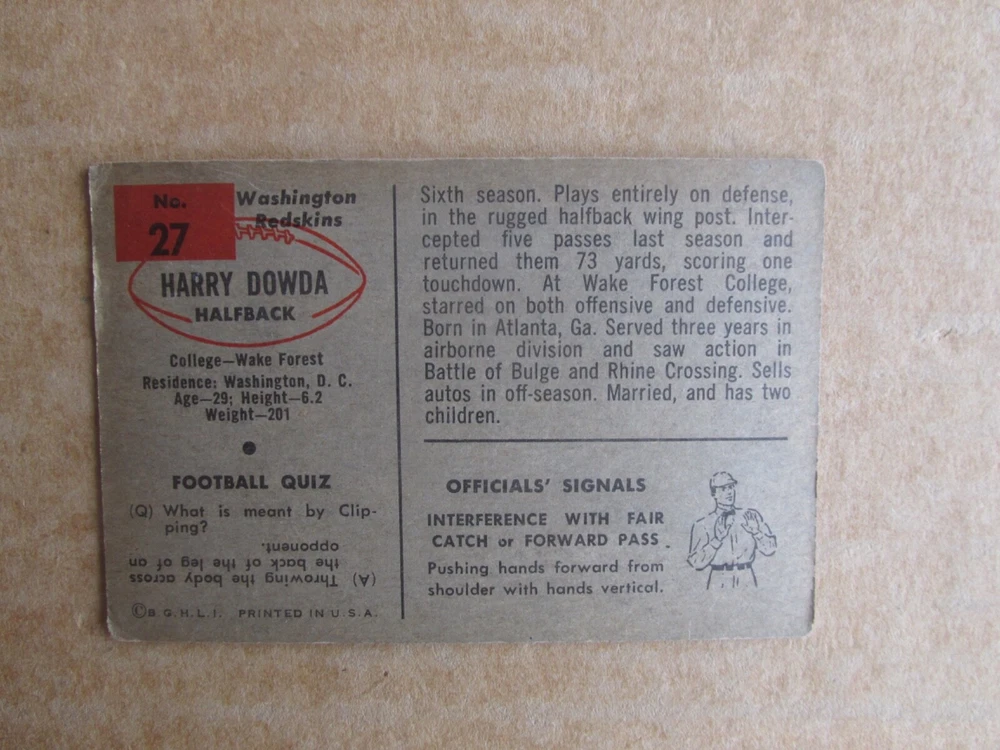 No.
27
Washington
Redskins
HARRY DOWDA
HALFBACK
College—Wake Forest
Residence: Washington, D. C.
Age—29; Height—6.2
Weight—201
FOOTBALL QUIZ
(Q) What is meant by Clip-
ping?
(A) Throwing the body across
the back of the leg of an
opponent.
©B.G.H.L.I. PRINTED IN U.S.A.
Sixth season. Plays entirely on defense,
in the rugged halfback wing post. Inter-
cepted five passes last season and
returned them 73 yards, scoring one
touchdown. At Wake Forest College,
starred on both offensive and defensive.
Born in Atlanta, Ga. Served three years in
airborne division and saw action in
Battle of Bulge and Rhine Crossing. Sells
autos in off-season. Married, and has two
children.
OFFICIALS' SIGNALS
INTERFERENCE WITH FAIR
CATCH or FORWARD PASS.
Pushing hands forward from
shoulder with hands vertical.